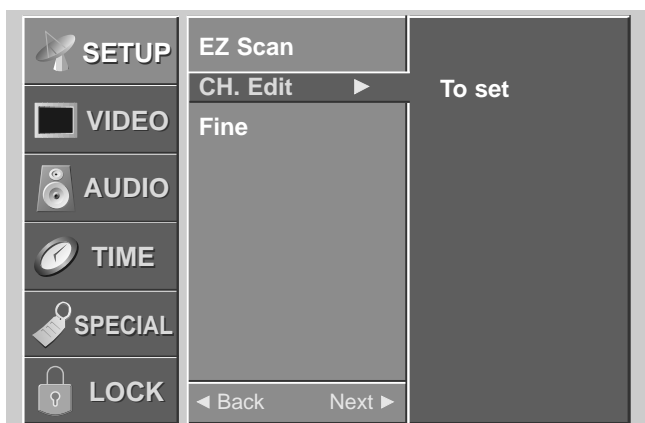 SETUP
VIDEO
AUDIO
TIME
SPECIAL
LOCK
EZ Scan
CH. Edit ►
Fine
◄ Back Next ►
To set